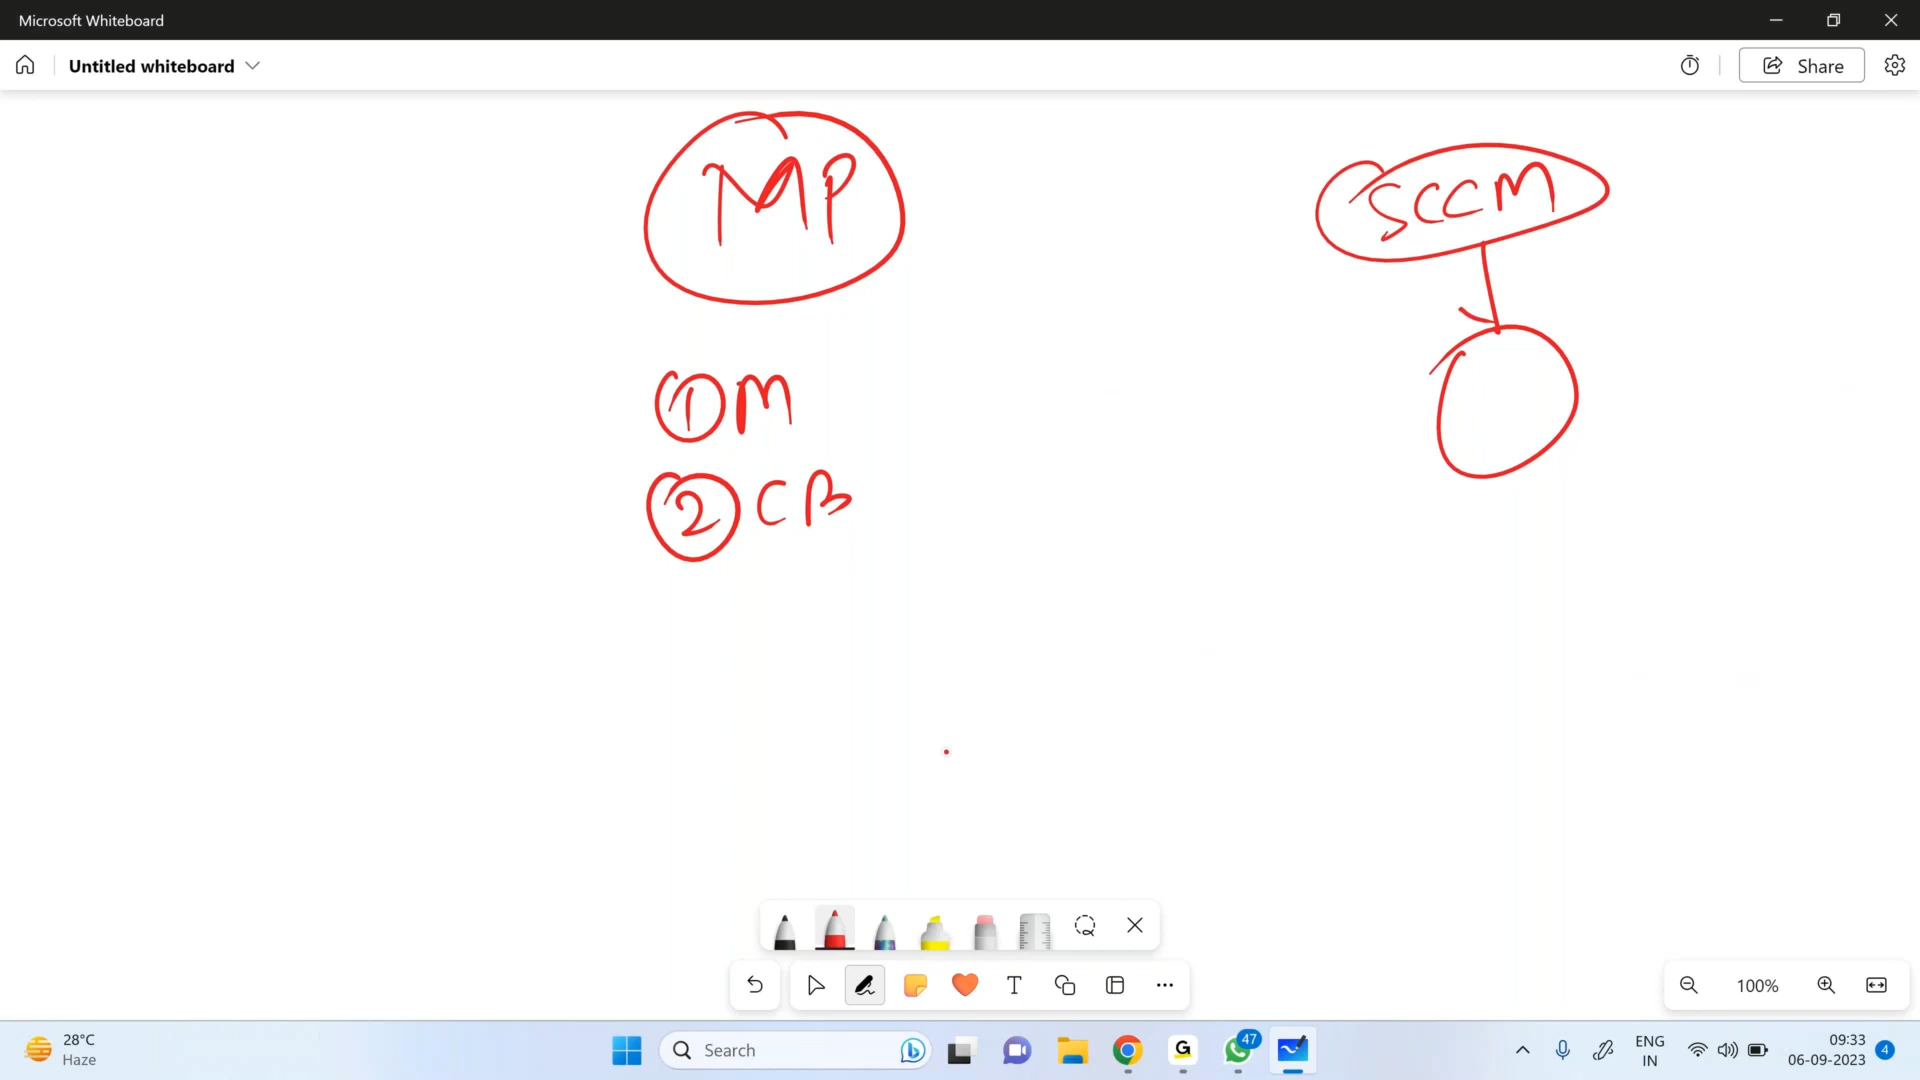 Microsoft Whiteboard
Untitled whiteboard
Share
MP
SCCM
1 M
2 CB
T
100%
28°C
Haze
Search
G
47
ENG
IN
09:33
06-09-2023
4